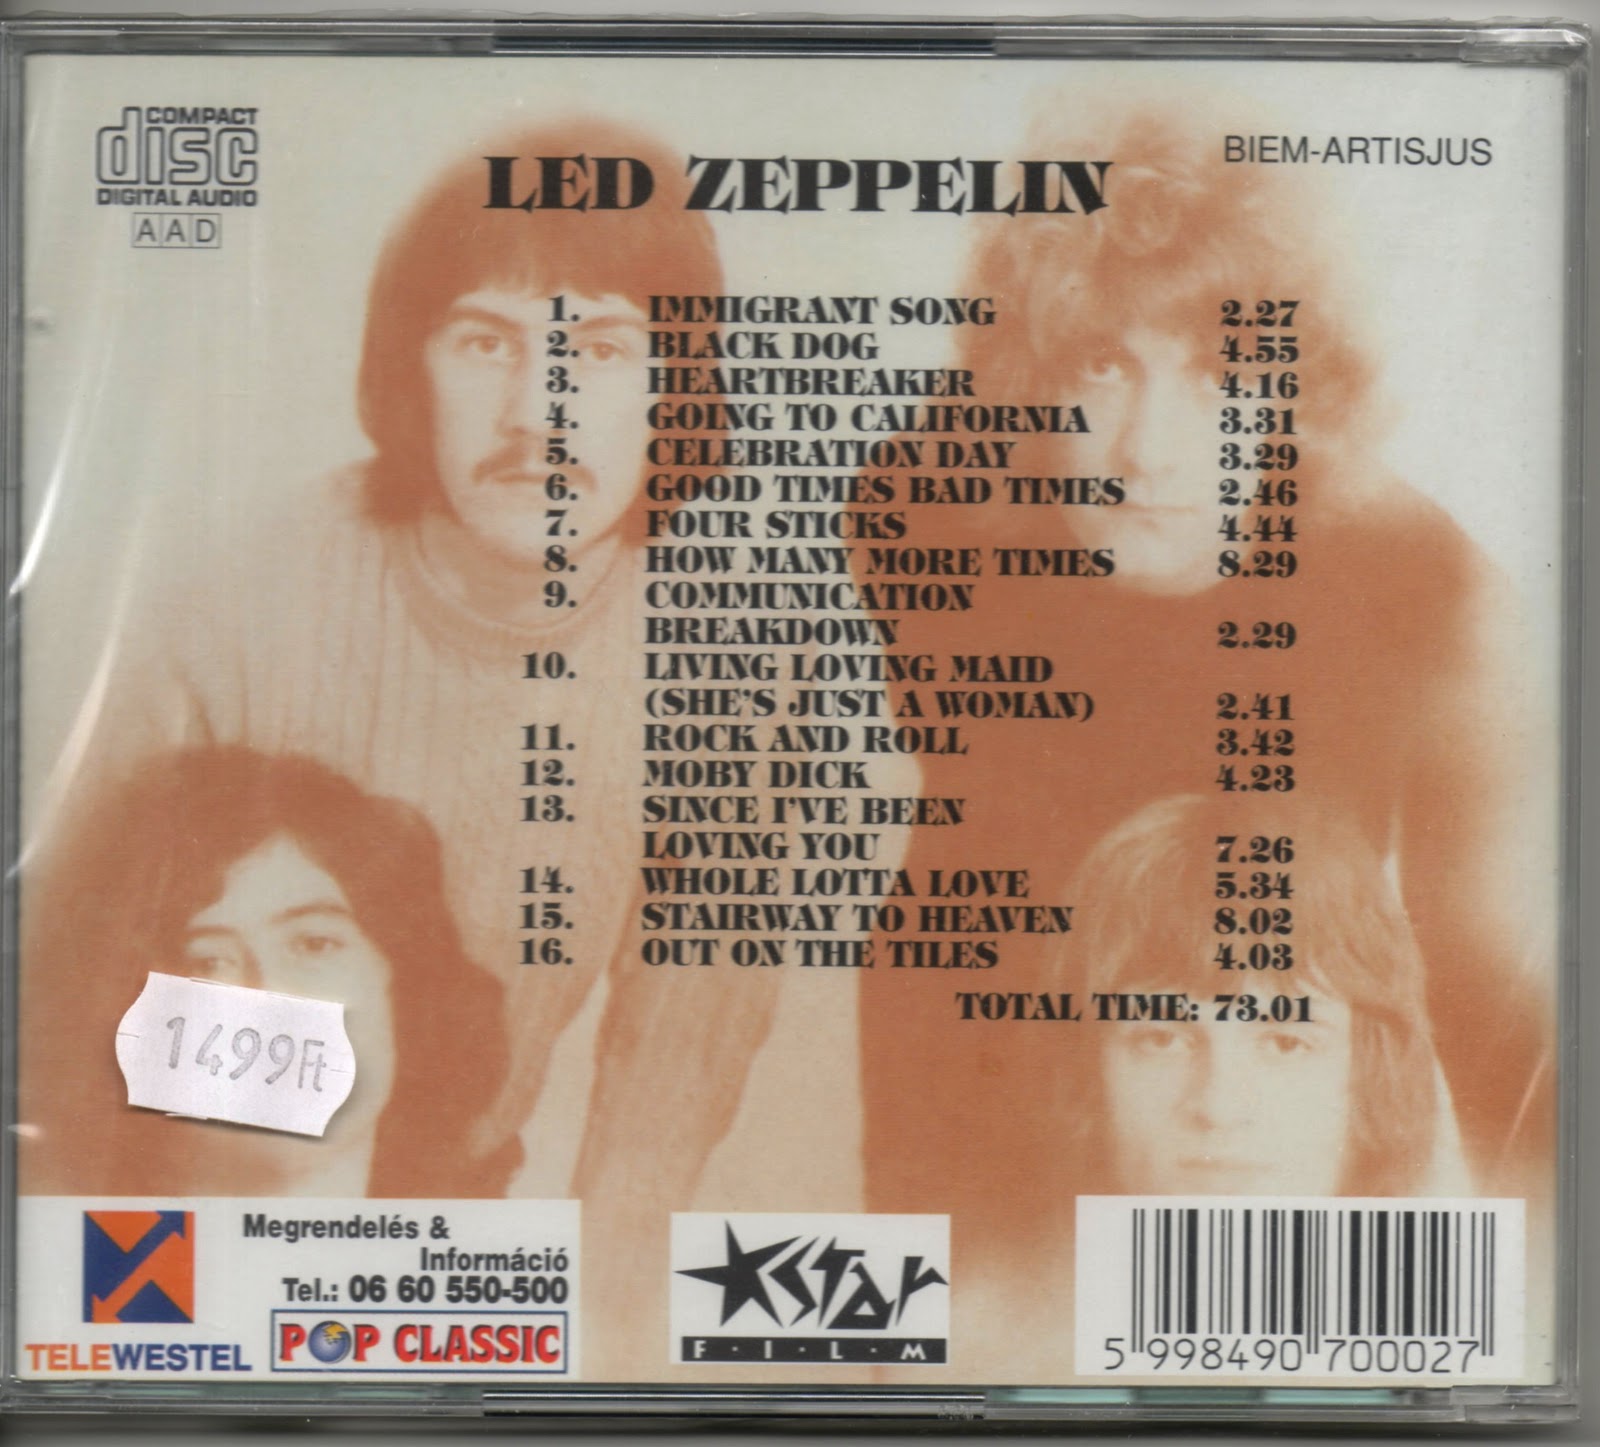 COMPACT
disc
DIGITAL AUDIO
AAD
BIEM-ARTISJUS
LED ZEPPELIN
1. IMMIGRANT SONG 2.27
2. BLACK DOG 4.55
3. HEARTBREAKER 4.16
4. GOING TO CALIFORNIA 3.31
5. CELEBRATION DAY 3.29
6. GOOD TIMES BAD TIMES 2.46
7. FOUR STICKS 4.44
8. HOW MANY MORE TIMES 8.29
9. COMMUNICATION
BREAKDOWN 2.29
10. LIVING LOVING MAID
(SHE'S JUST A WOMAN) 2.41
11. ROCK AND ROLL 3.42
12. MOBY DICK 4.23
13. SINCE I'VE BEEN
LOVING YOU 7.26
14. WHOLE LOTTA LOVE 5.34
15. STAIRWAY TO HEAVEN 8.02
16. OUT ON THE TILES 4.03
TOTAL TIME: 73.01
1499Ft
Megrendelés &
Információ
Tel.: 06 60 550-500
TELEWESTEL
POP CLASSIC
STAR
F·I·L·M
5 998490 700027